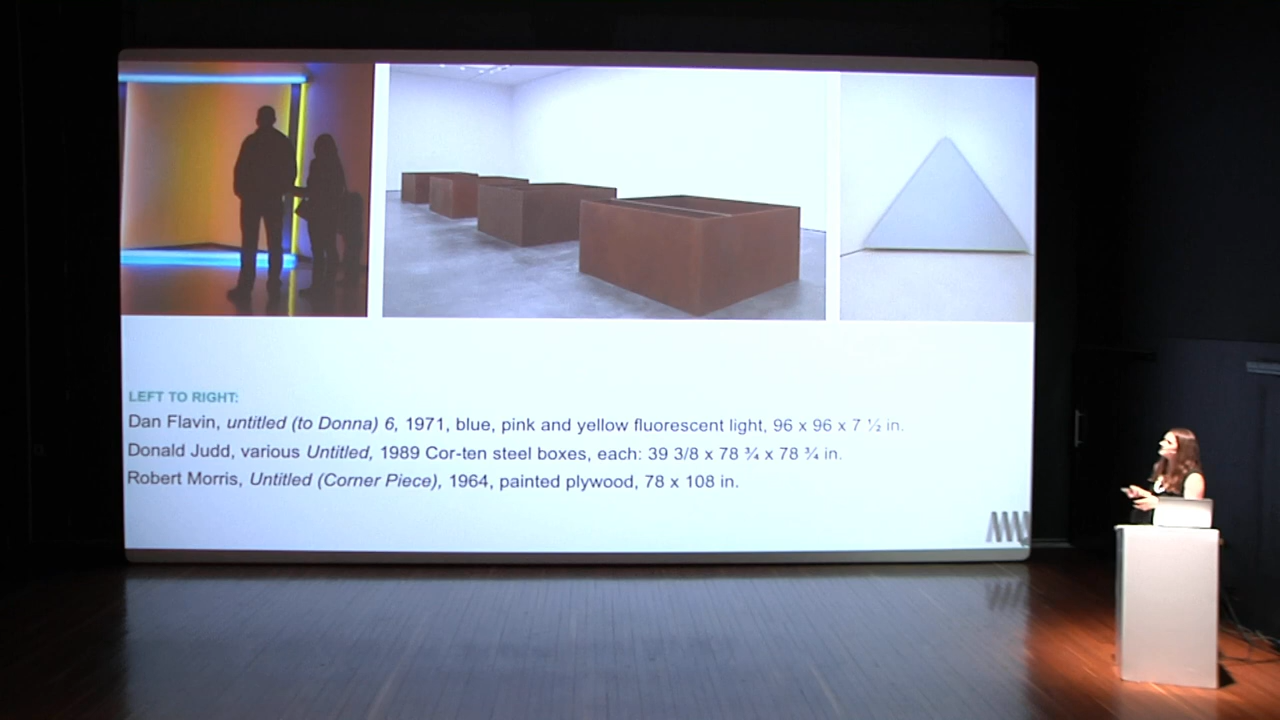 LEFT TO RIGHT:
Dan Flavin, untitled (to Donna) 6, 1971, blue, pink and yellow fluorescent light, 96 x 96 x 7 ½ in.
Donald Judd, various Untitled, 1989 Cor-ten steel boxes, each: 39 3/8 x 78 ¾ x 78 ¾ in.
Robert Morris, Untitled (Corner Piece), 1964, painted plywood, 78 x 108 in.